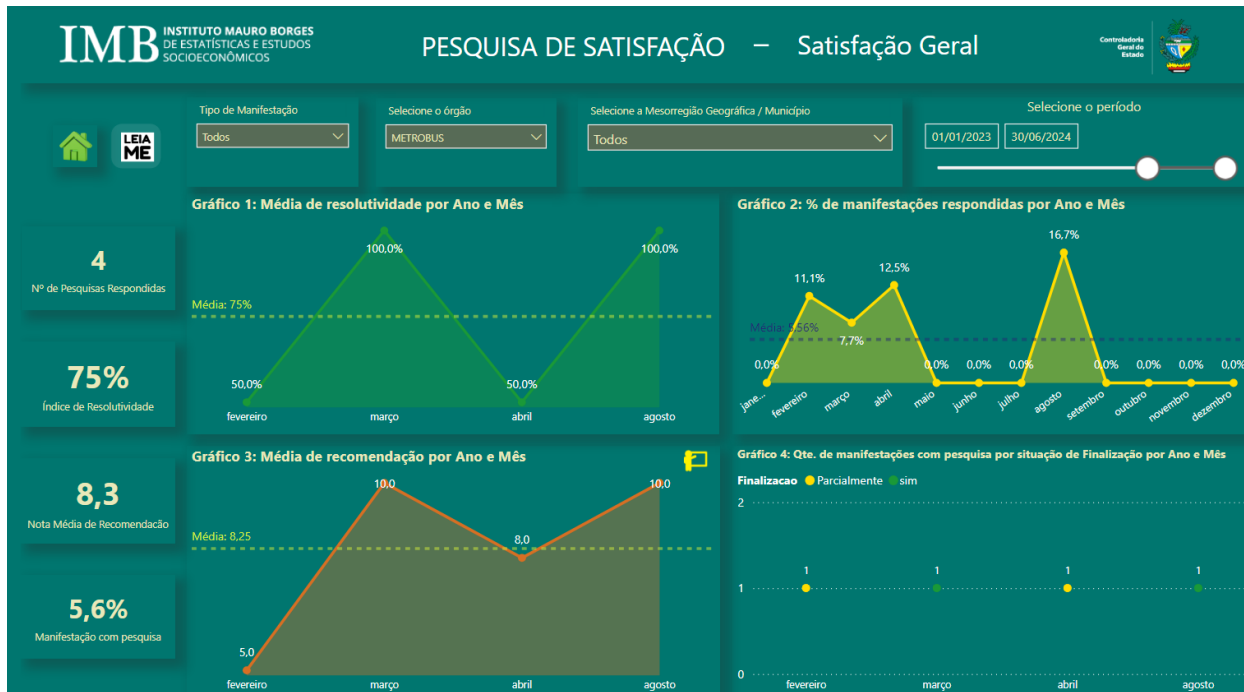 IMB
INSTITUTO MAURO BORGES
DE ESTATÍSTICAS E ESTUDOS
SOCIOECONÔMICOS
PESQUISA DE SATISFAÇÃO – Satisfação Geral
Controladoria
Geral do
Estado
LEIA
ME
Tipo de Manifestação
Todos
Selecione o órgão
METROBUS
Selecione a Mesorregião Geográfica / Município
Todos
Selecione o período
01/01/2023 30/06/2024
4
Nº de Pesquisas Respondidas
75%
Índice de Resolutividade
8,3
Nota Média de Recomendacão
5,6%
Manifestação com pesquisa
Gráfico 1: Média de resolutividade por Ano e Mês
100,0% 100,0%
Média: 75%
50,0% 50,0%
fevereiro março abril agosto
Gráfico 2: % de manifestações respondidas por Ano e Mês
16,7%
12,5%
11,1%
Média: 5,56%
7,7%
0,0% 0,0% 0,0% 0,0% 0,0% 0,0% 0,0% 0,0%
jane... fevereiro março abril maio junho julho agosto setembro outubro novembro dezembro
Gráfico 3: Média de recomendação por Ano e Mês
10,0 10,0
Média: 8,25
8,0
5,0
fevereiro março abril agosto
Gráfico 4: Qte. de manifestações com pesquisa por situação de Finalização por Ano e Mês
Finalizacao Parcialmente sim
2
1 1 1 1
1
0
fevereiro março abril agosto